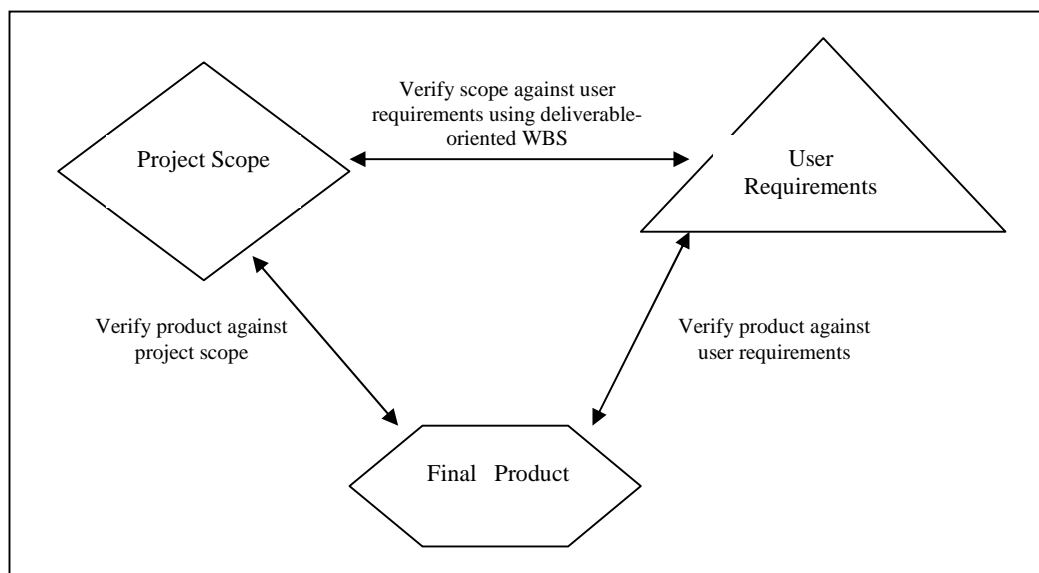 Verify scope against user
requirements using deliverable-
oriented WBS
Project Scope
User
Requirements
Verify product against
project scope
Verify product against
user requirements
Final Product